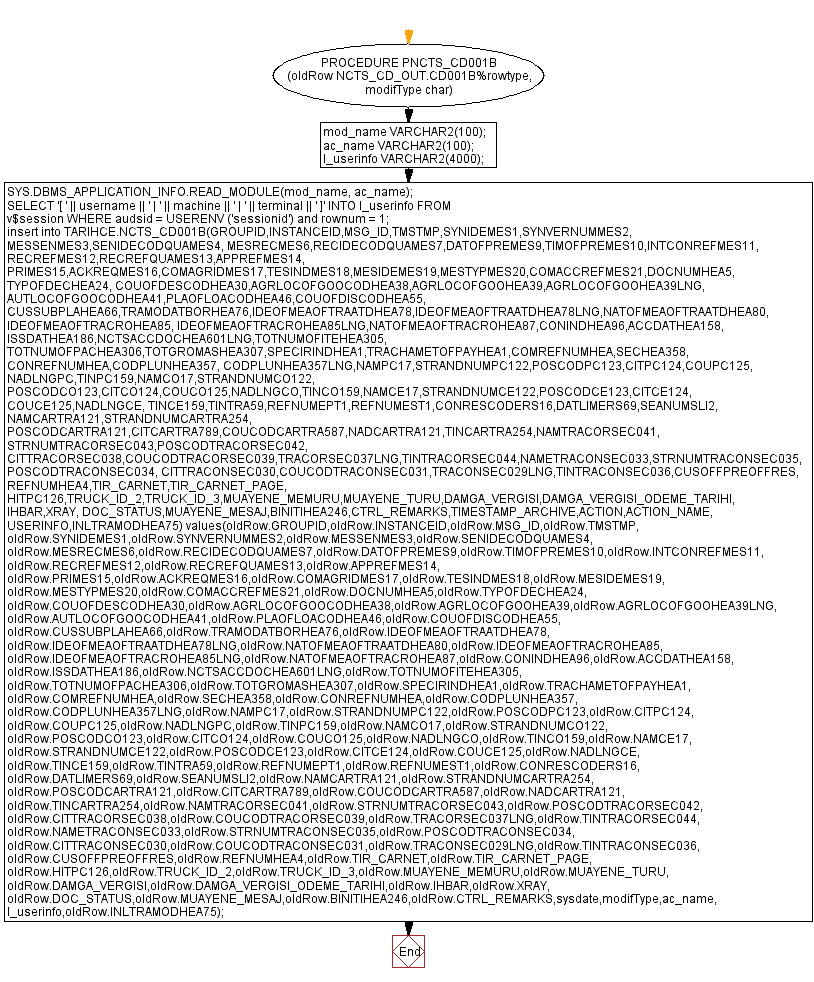 PROCEDURE PNCTS_CD001B
(oldRow NCTS_CD_OUT.CD001B%rowtype,
modifType char)
mod_name VARCHAR2(100);
ac_name VARCHAR2(100);
l_userinfo VARCHAR2(4000);
SYS.DBMS_APPLICATION_INFO.READ_MODULE(mod_name, ac_name);
SELECT '[ ' || username || ' | ' || machine || ' | ' || terminal || ' ]' INTO l_userinfo FROM
v$session WHERE audsid = USERENV ('sessionid') and rownum = 1;
insert into TARIHCE.NCTS_CD001B(GROUPID,INSTANCEID,MSG_ID,TMSTMP,SYNIDEMES1,SYNVERNUMMES2,
MESSENMES3,SENIDECODQUAMES4, MESRECMES6,RECIDECODQUAMES7,DATOFPREMES9,TIMOFPREMES10,INTCONREFMES11,
RECREFMES12,RECREFQUAMES13,APPREFMES14,
PRIMES15,ACKREQMES16,COMAGRIDMES17,TESINDMES18,MESIDEMES19,MESTYPMES20,COMACCREFMES21,DOCNUMHEA5,
TYPOFDECHEA24, COUOFDESCODHEA30,AGRLOCOFGOOCODHEA38,AGRLOCOFGOOHEA39,AGRLOCOFGOOHEA39LNG,
AUTLOCOFGOOCODHEA41,PLAOFLOACODHEA46,COUOFDISCODHEA55,
CUSSUBPLAHEA66,TRAMODATBORHEA76,IDEOFMEAOFTRAATDHEA78,IDEOFMEAOFTRAATDHEA78LNG,NATOFMEAOFTRAATDHEA80,
IDEOFMEAOFTRACROHEA85, IDEOFMEAOFTRACROHEA85LNG,NATOFMEAOFTRACROHEA87,CONINDHEA96,ACCDATHEA158,
ISSDATHEA186,NCTSACCDOCHEA601LNG,TOTNUMOFITEHEA305,
TOTNUMOFPACHEA306,TOTGROMASHEA307,SPECIRINDHEA1,TRACHAMETOFPAYHEA1,COMREFNUMHEA,SECHEA358,
CONREFNUMHEA,CODPLUNHEA357, CODPLUNHEA357LNG,NAMPC17,STRANDNUMPC122,POSCODPC123,CITPC124,COUPC125,
NADLNGPC,TINPC159,NAMCO17,STRANDNUMCO122,
POSCODCO123,CITCO124,COUCO125,NADLNGCO,TINCO159,NAMCE17,STRANDNUMCE122,POSCODCE123,CITCE124,
COUCE125,NADLNGCE, TINCE159,TINTRA59,REFNUMEPT1,REFNUMEST1,CONRESCODERS16,DATLIMERS69,SEANUMSLI2,
NAMCARTRA121,STRANDNUMCARTRA254,
POSCODCARTRA121,CITCARTRA789,COUCODCARTRA587,NADCARTRA121,TINCARTRA254,NAMTRACORSEC041,
STRNUMTRACORSEC043,POSCODTRACORSEC042,
CITTRACORSEC038,COUCODTRACORSEC039,TRACORSEC037LNG,TINTRACORSEC044,NAMETRACONSEC033,STRNUMTRACONSEC035,
POSCODTRACONSEC034, CITTRACONSEC030,COUCODTRACONSEC031,TRACONSEC029LNG,TINTRACONSEC036,CUSOFFPREOFFRES,
REFNUMHEA4,TIR_CARNET,TIR_CARNET_PAGE,
HITPC126,TRUCK_ID_2,TRUCK_ID_3,MUAYENE_MEMURU,MUAYENE_TURU,DAMGA_VERGISI,DAMGA_VERGISI_ODEME_TARIHI,
IHBAR,XRAY, DOC_STATUS,MUAYENE_MESAJ,BINITIHEA246,CTRL_REMARKS,TIMESTAMP_ARCHIVE,ACTION,ACTION_NAME,
USERINFO,INLTRAMODHEA75) values(oldRow.GROUPID,oldRow.INSTANCEID,oldRow.MSG_ID,oldRow.TMSTMP,
oldRow.SYNIDEMES1,oldRow.SYNVERNUMMES2,oldRow.MESSENMES3,oldRow.SENIDECODQUAMES4,
oldRow.MESRECMES6,oldRow.RECIDECODQUAMES7,oldRow.DATOFPREMES9,oldRow.TIMOFPREMES10,oldRow.INTCONREFMES11,
oldRow.RECREFMES12,oldRow.RECREFQUAMES13,oldRow.APPREFMES14,
oldRow.PRIMES15,oldRow.ACKREQMES16,oldRow.COMAGRIDMES17,oldRow.TESINDMES18,oldRow.MESIDEMES19,
oldRow.MESTYPMES20,oldRow.COMACCREFMES21,oldRow.DOCNUMHEA5,oldRow.TYPOFDECHEA24,
oldRow.COUOFDESCODHEA30,oldRow.AGRLOCOFGOOCODHEA38,oldRow.AGRLOCOFGOOHEA39,oldRow.AGRLOCOFGOOHEA39LNG,
oldRow.AUTLOCOFGOOCODHEA41,oldRow.PLAOFLOACODHEA46,oldRow.COUOFDISCODHEA55,
oldRow.CUSSUBPLAHEA66,oldRow.TRAMODATBORHEA76,oldRow.IDEOFMEAOFTRAATDHEA78,
oldRow.IDEOFMEAOFTRAATDHEA78LNG,oldRow.NATOFMEAOFTRAATDHEA80,oldRow.IDEOFMEAOFTRACROHEA85,
oldRow.IDEOFMEAOFTRACROHEA85LNG,oldRow.NATOFMEAOFTRACROHEA87,oldRow.CONINDHEA96,oldRow.ACCDATHEA158,
oldRow.ISSDATHEA186,oldRow.NCTSACCDOCHEA601LNG,oldRow.TOTNUMOFITEHEA305,
oldRow.TOTNUMOFPACHEA306,oldRow.TOTGROMASHEA307,oldRow.SPECIRINDHEA1,oldRow.TRACHAMETOFPAYHEA1,
oldRow.COMREFNUMHEA,oldRow.SECHEA358,oldRow.CONREFNUMHEA,oldRow.CODPLUNHEA357,
oldRow.CODPLUNHEA357LNG,oldRow.NAMPC17,oldRow.STRANDNUMPC122,oldRow.POSCODPC123,oldRow.CITPC124,
oldRow.COUPC125,oldRow.NADLNGPC,oldRow.TINPC159,oldRow.NAMCO17,oldRow.STRANDNUMCO122,
oldRow.POSCODCO123,oldRow.CITCO124,oldRow.COUCO125,oldRow.NADLNGCO,oldRow.TINCO159,oldRow.NAMCE17,
oldRow.STRANDNUMCE122,oldRow.POSCODCE123,oldRow.CITCE124,oldRow.COUCE125,oldRow.NADLNGCE,
oldRow.TINCE159,oldRow.TINTRA59,oldRow.REFNUMEPT1,oldRow.REFNUMEST1,oldRow.CONRESCODERS16,
oldRow.DATLIMERS69,oldRow.SEANUMSLI2,oldRow.NAMCARTRA121,oldRow.STRANDNUMCARTRA254,
oldRow.POSCODCARTRA121,oldRow.CITCARTRA789,oldRow.COUCODCARTRA587,oldRow.NADCARTRA121,
oldRow.TINCARTRA254,oldRow.NAMTRACORSEC041,oldRow.STRNUMTRACORSEC043,oldRow.POSCODTRACORSEC042,
oldRow.CITTRACORSEC038,oldRow.COUCODTRACORSEC039,oldRow.TRACORSEC037LNG,oldRow.TINTRACORSEC044,
oldRow.NAMETRACONSEC033,oldRow.STRNUMTRACONSEC035,oldRow.POSCODTRACONSEC034,
oldRow.CITTRACONSEC030,oldRow.COUCODTRACONSEC031,oldRow.TRACONSEC029LNG,oldRow.TINTRACONSEC036,
oldRow.CUSOFFPREOFFRES,oldRow.REFNUMHEA4,oldRow.TIR_CARNET,oldRow.TIR_CARNET_PAGE,
oldRow.HITPC126,oldRow.TRUCK_ID_2,oldRow.TRUCK_ID_3,oldRow.MUAYENE_MEMURU,oldRow.MUAYENE_TURU,
oldRow.DAMGA_VERGISI,oldRow.DAMGA_VERGISI_ODEME_TARIHI,oldRow.IHBAR,oldRow.XRAY,
oldRow.DOC_STATUS,oldRow.MUAYENE_MESAJ,oldRow.BINITIHEA246,oldRow.CTRL_REMARKS,sysdate,modifType,ac_name,
l_userinfo,oldRow.INLTRAMODHEA75);
End